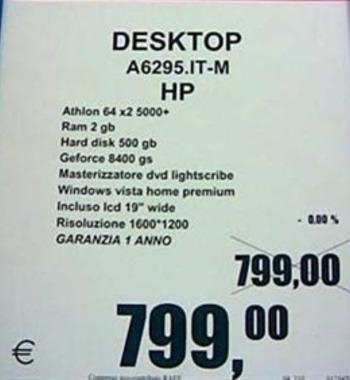 DESKTOP
A6295.IT-M
HP
Athlon 64 x2 5000+
Ram 2 gb
Hard disk 500 gb
Geforce 8400 gs
Masterizzatore dvd lightscribe
Windows vista home premium
Incluso lcd 19" wide
Risoluzione 1600*1200
GARANZIA 1 ANNO
- 0.00 %
799,00
€ 799,00